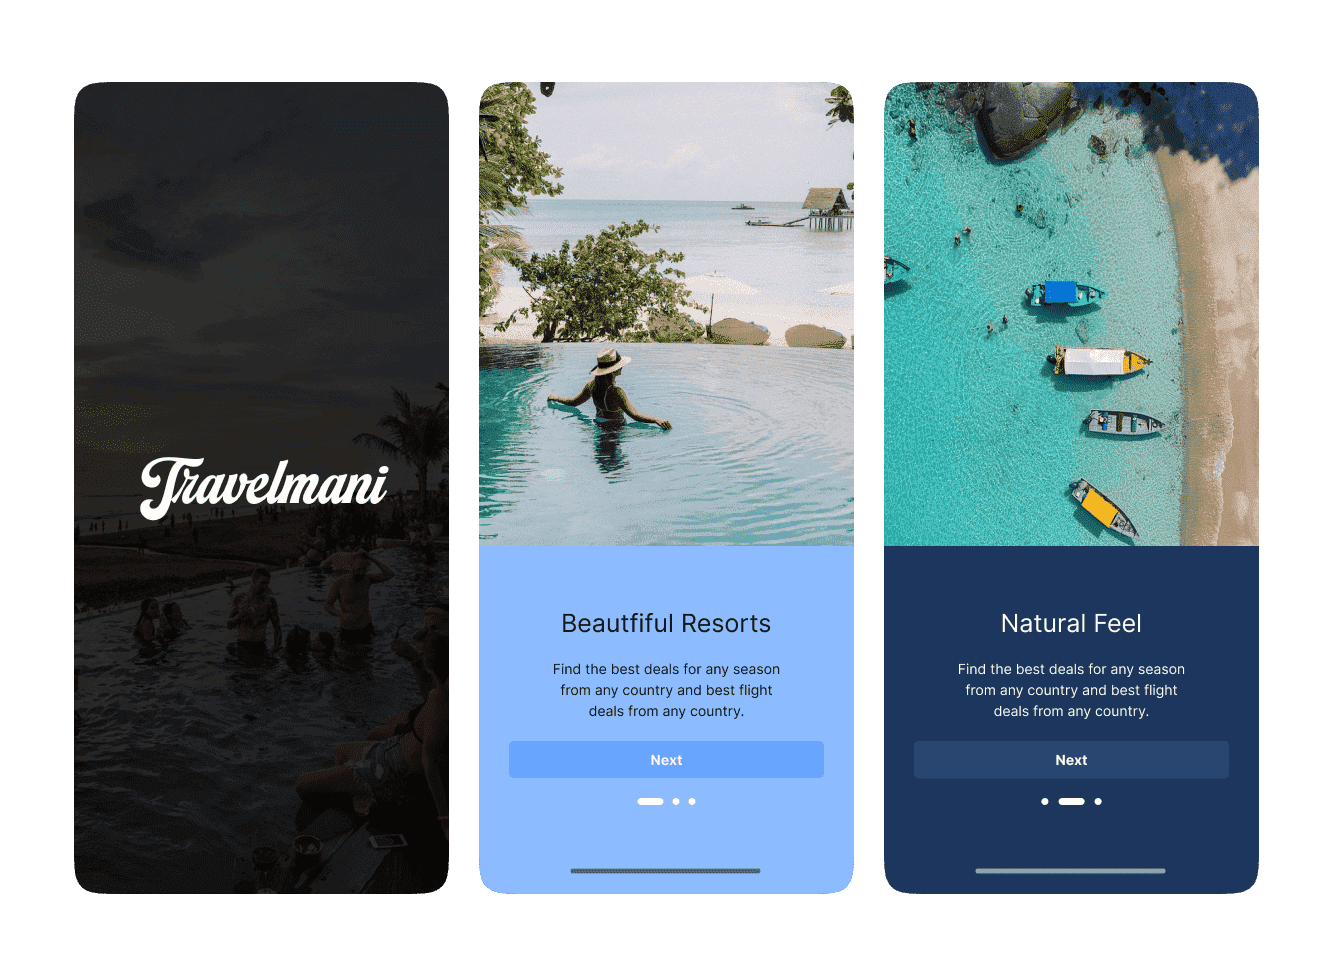 Travelmani
Beautfiful Resorts
Find the best deals for any season
from any country and best flight
deals from any country.
Next
Natural Feel
Find the best deals for any season
from any country and best flight
deals from any country.
Next